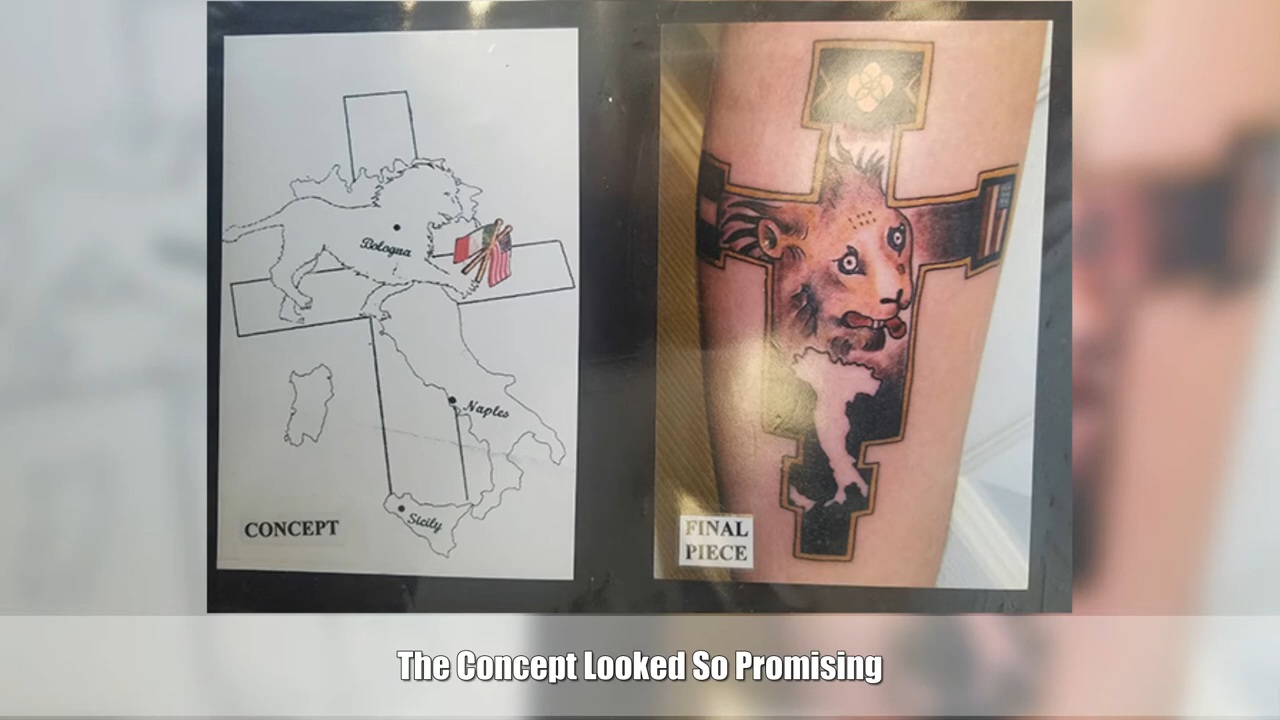 Bologna
Naples
Sicily
CONCEPT
FINAL
PIECE
The Concept Looked So Promising